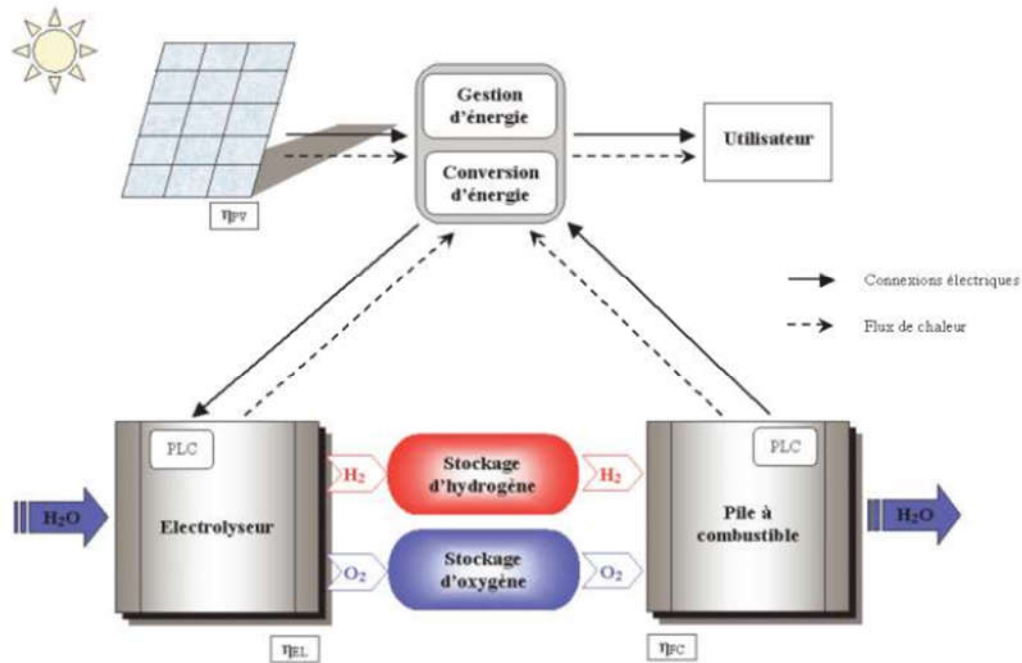 Gestion
d'énergie
Conversion
d'énergie
Utilisateur
ηPV
Connexions électriques
Flux de chaleur
PLC
PLC
H₂
Stockage
d'hydrogène
H₂
H₂O
Electrolyseur
Pile à
combustible
H₂O
O₂
Stockage
d'oxygène
O₂
ηEL
ηFC